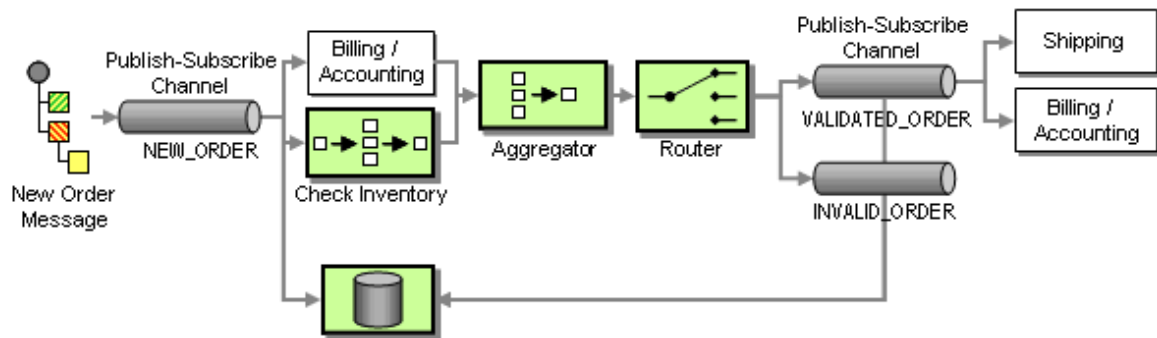 New Order
Message
Publish-Subscribe
Channel
NEW_ORDER
Billing /
Accounting
Check Inventory
Aggregator
Router
Publish-Subscribe
Channel
VALIDATED_ORDER
INVALID_ORDER
Shipping
Billing /
Accounting